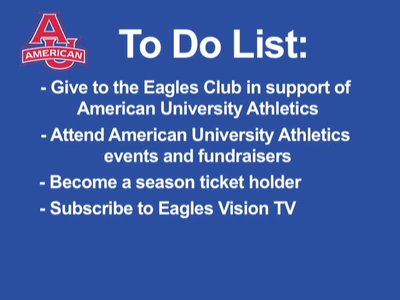 AU
AMERICAN
To Do List:
- Give to the Eagles Club in support of
American University Athletics
- Attend American University Athletics
events and fundraisers
- Become a season ticket holder
- Subscribe to Eagles Vision TV